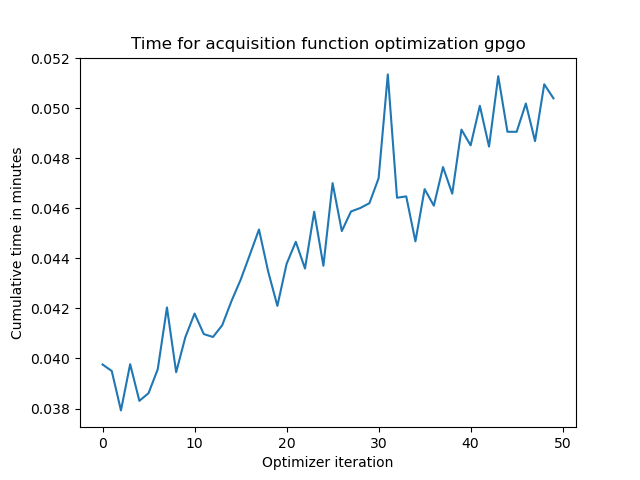 Time for acquisition function optimization gpgo
0.052
0.050
0.048
0.046
0.044
0.042
0.040
0.038
Cumulative time in minutes
0 10 20 30 40 50
Optimizer iteration